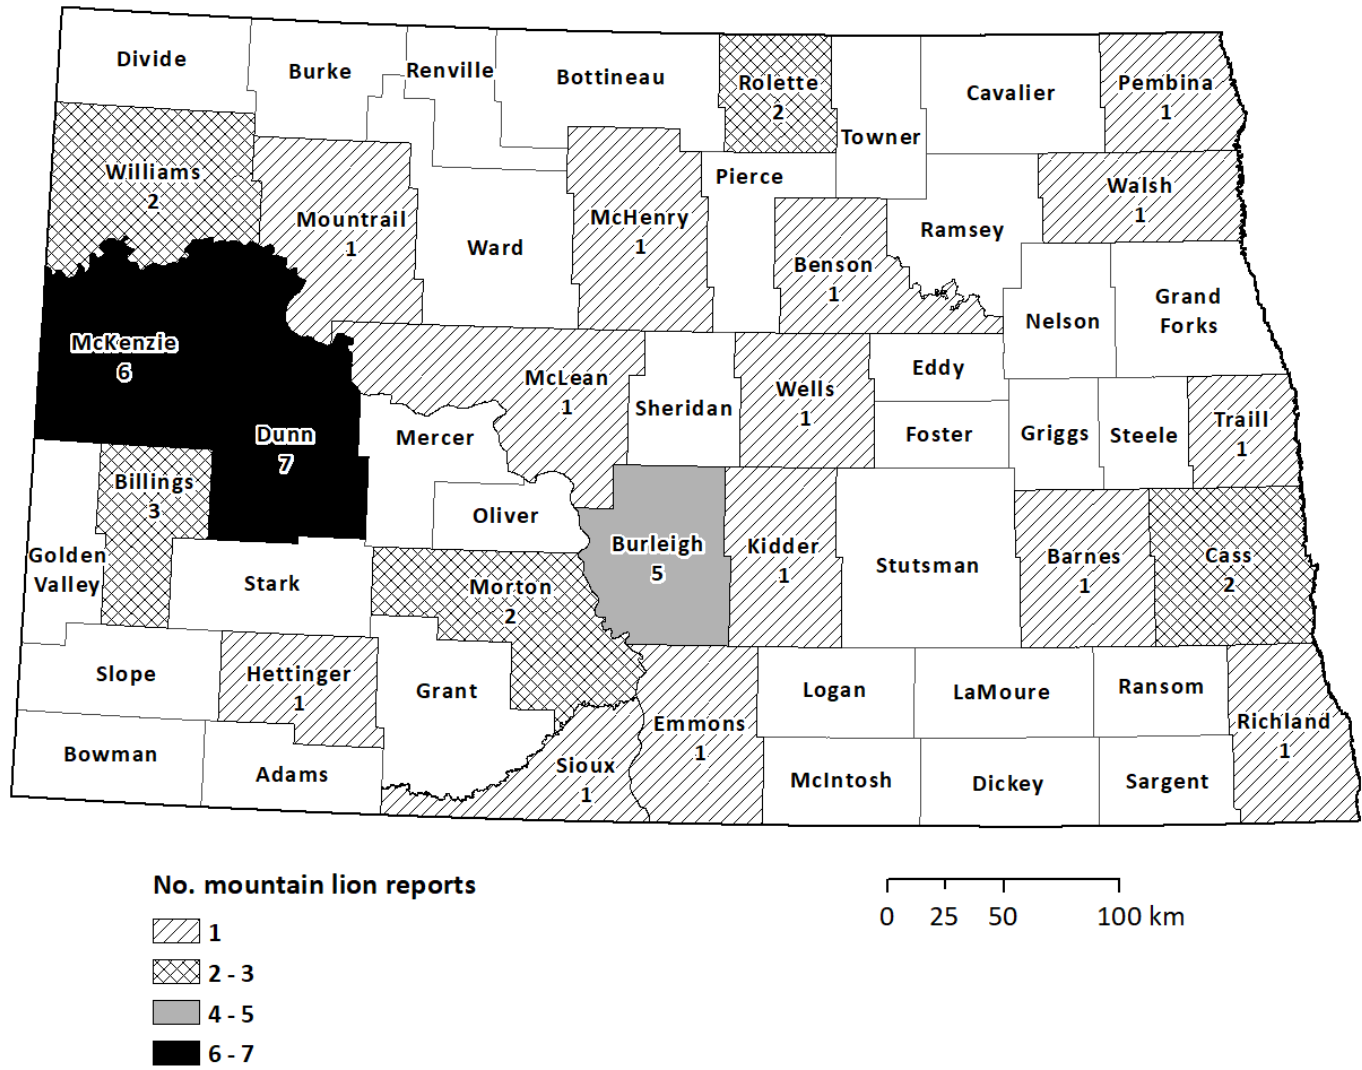 Divide
Burke
Renville
Bottineau
Rolette
2
Towner
Cavalier
Pembina
1
Williams
2
Mountrail
1
Ward
McHenry
1
Pierce
Benson
1
Ramsey
Walsh
1
Nelson
Grand
Forks
McKenzie
6
Dunn
7
McLean
1
Sheridan
Wells
1
Eddy
Foster
Griggs
Steele
Traill
1
Mercer
Oliver
Billings
3
Golden
Valley
Stark
Morton
2
Burleigh
5
Kidder
1
Stutsman
Barnes
1
Cass
2
Slope
Hettinger
1
Grant
Bowman
Adams
Sioux
1
Emmons
1
Logan
LaMoure
Ransom
Richland
1
McIntosh
Dickey
Sargent
No. mountain lion reports
1
2 - 3
4 - 5
6 - 7
0 25 50 100 km